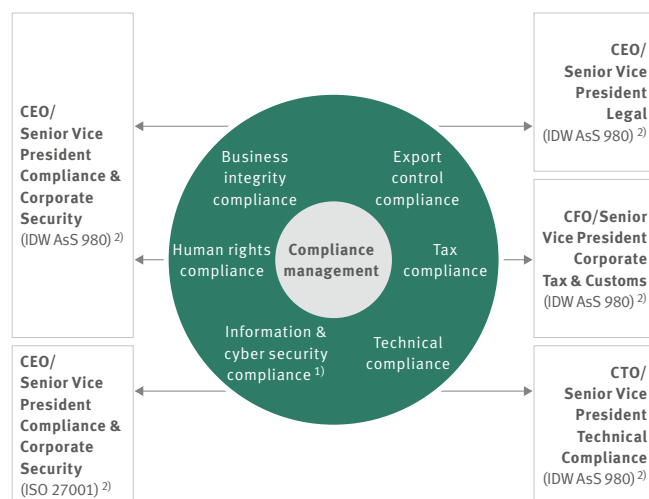 CEO/
Senior Vice
President
Compliance &
Corporate
Security
(IDW AsS 980) 2)
CEO/
Senior Vice
President
Compliance &
Corporate
Security
(ISO 27001) 2)
Business
integrity
compliance
Export
control
compliance
Human rights
compliance
Compliance
management
Tax
compliance
Information &
cyber security
compliance 1)
Technical
compliance
CEO/
Senior Vice
President
Legal
(IDW AsS 980) 2)
CFO/Senior
Vice President
Corporate
Tax & Customs
(IDW AsS 980) 2)
CTO/
Senior Vice
President
Technical
Compliance
(IDW AsS 980) 2)